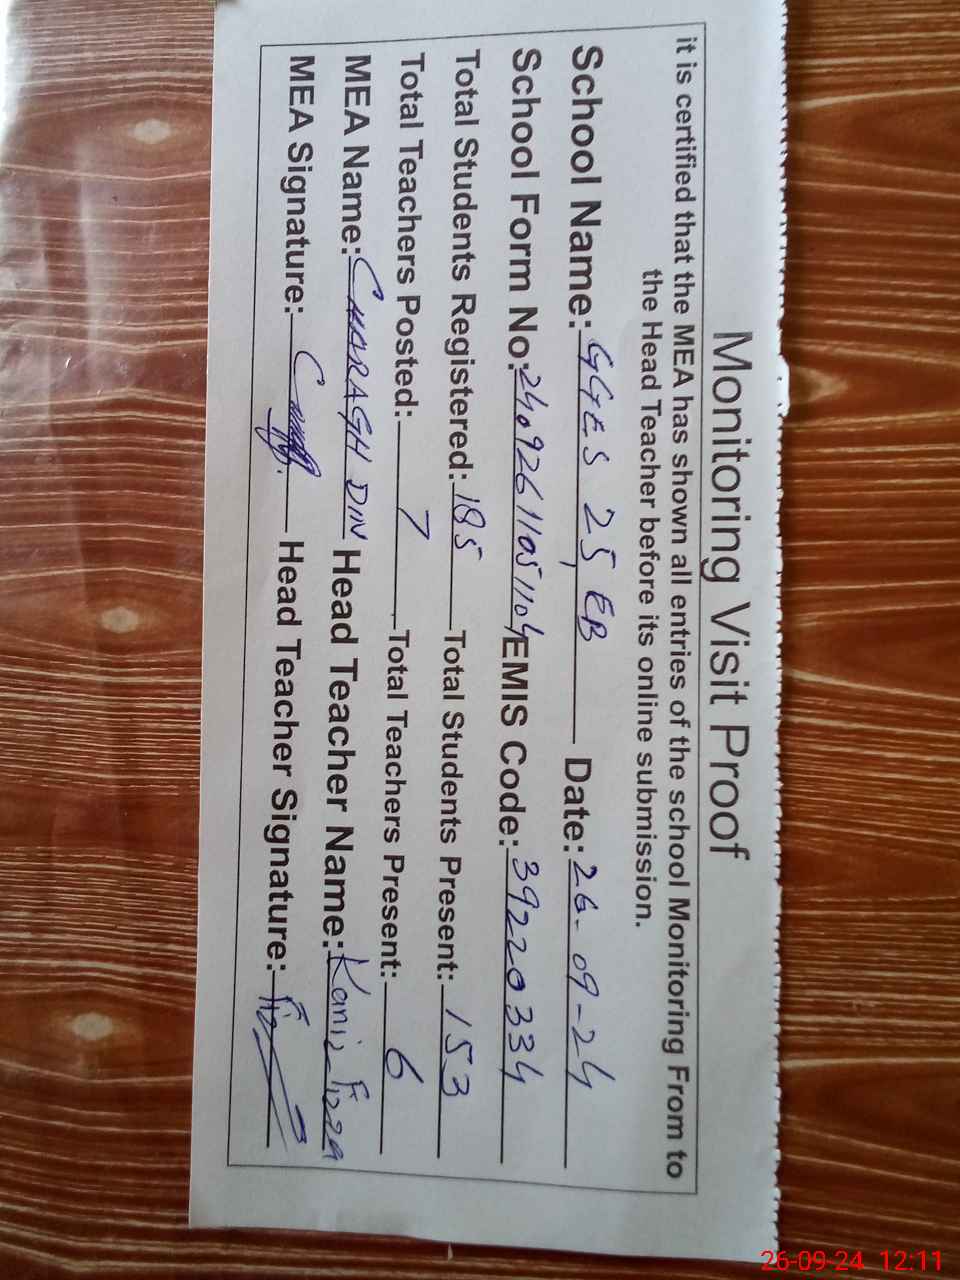 Monitoring Visit Proof
it is certified that the MEA has shown all entries of the school Monitoring From to
the Head Teacher before its online submission.
School Name: GGES 25, EB Date: 26-09-24
School Form No: 240926110511104 EMIS Code: 39220334
Total Students Registered: 185 Total Students Present: 153
Total Teachers Posted: 7 Total Teachers Present: 6
MEA Name: CHARAGH DIN Head Teacher Name: Kaniz Fizza
MEA Signature: Head Teacher Signature:
26-09-24 12:11